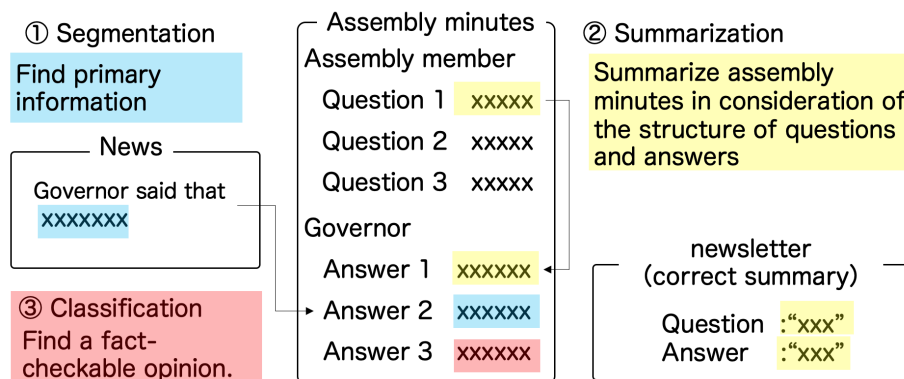 ① Segmentation
Find primary
information
News
Governor said that
xxxxxxx
③ Classification
Find a fact-
checkable opinion.
Assembly minutes
Assembly member
Question 1 xxxxx
Question 2 xxxxx
Question 3 xxxxx
Governor
Answer 1 xxxxxx
Answer 2 xxxxxx
Answer 3 xxxxxx
② Summarization
Summarize assembly
minutes in consideration of
the structure of questions
and answers
newsletter
(correct summary)
Question :“xxx”
Answer :“xxx”